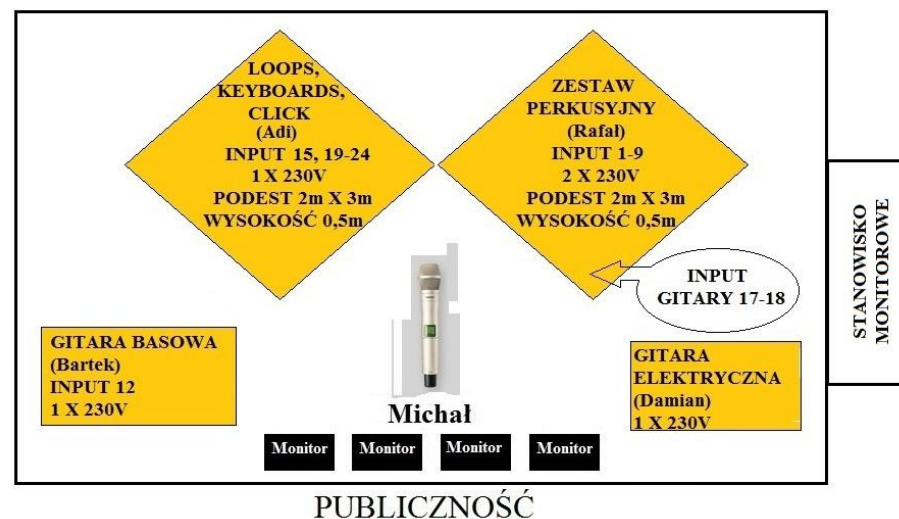 LOOPS,
KEYBOARDS,
CLICK
(Adi)
INPUT 15, 19-24
1 X 230V
PODEST 2m X 3m
WYSOKOŚĆ 0,5m
ZESTAW
PERKUSYJNY
(Rafał)
INPUT 1-9
2 X 230V
PODEST 2m X 3m
WYSOKOŚĆ 0,5m
INPUT
GITARY 17-18
STANOWISKO
MONITOROWE
GITARA BASOWA
(Bartek)
INPUT 12
1 X 230V
Michał
GITARA
ELEKTRYCZNA
(Damian)
1 X 230V
Monitor Monitor Monitor Monitor
PUBLICZNOŚĆ